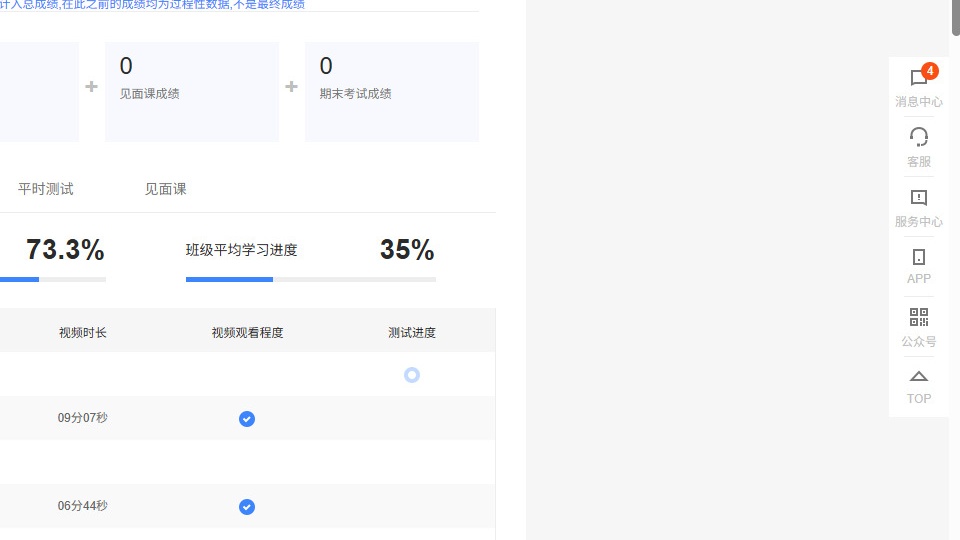 计入总成绩,在此之前的成绩均为过程性数据,不是最终成绩
0
见面课成绩
0
期末考试成绩
平时测试
见面课
73.3%
班级平均学习进度
35%
视频时长
视频观看程度
测试进度
09分07秒
06分44秒
4
消息中心
客服
服务中心
APP
公众号
TOP